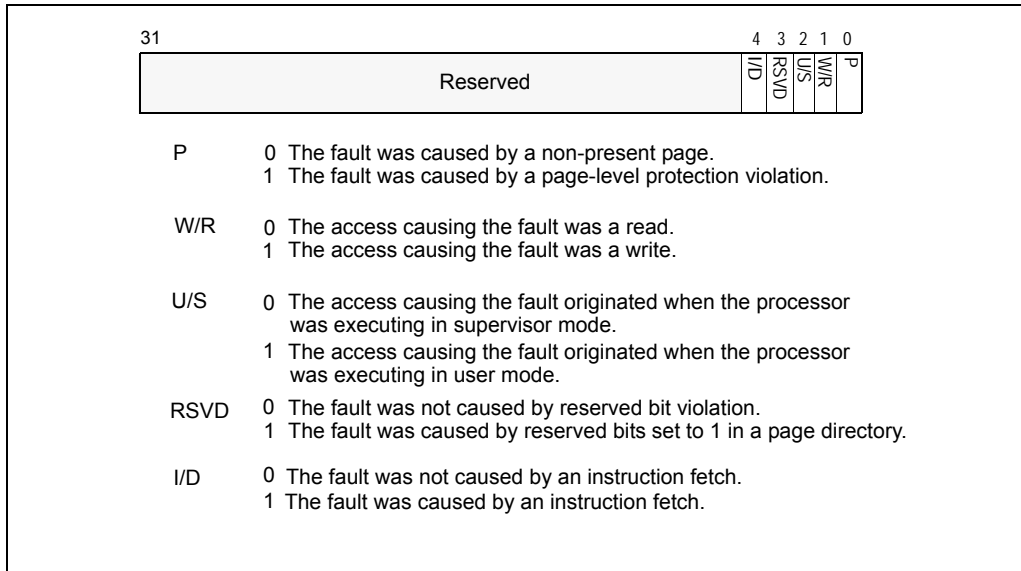 31 4 3 2 1 0
Reserved I/D RSVD U/S W/R P
P 0 The fault was caused by a non-present page.
1 The fault was caused by a page-level protection violation.
W/R 0 The access causing the fault was a read.
1 The access causing the fault was a write.
U/S 0 The access causing the fault originated when the processor
was executing in supervisor mode.
1 The access causing the fault originated when the processor
was executing in user mode.
RSVD 0 The fault was not caused by reserved bit violation.
1 The fault was caused by reserved bits set to 1 in a page directory.
I/D 0 The fault was not caused by an instruction fetch.
1 The fault was caused by an instruction fetch.